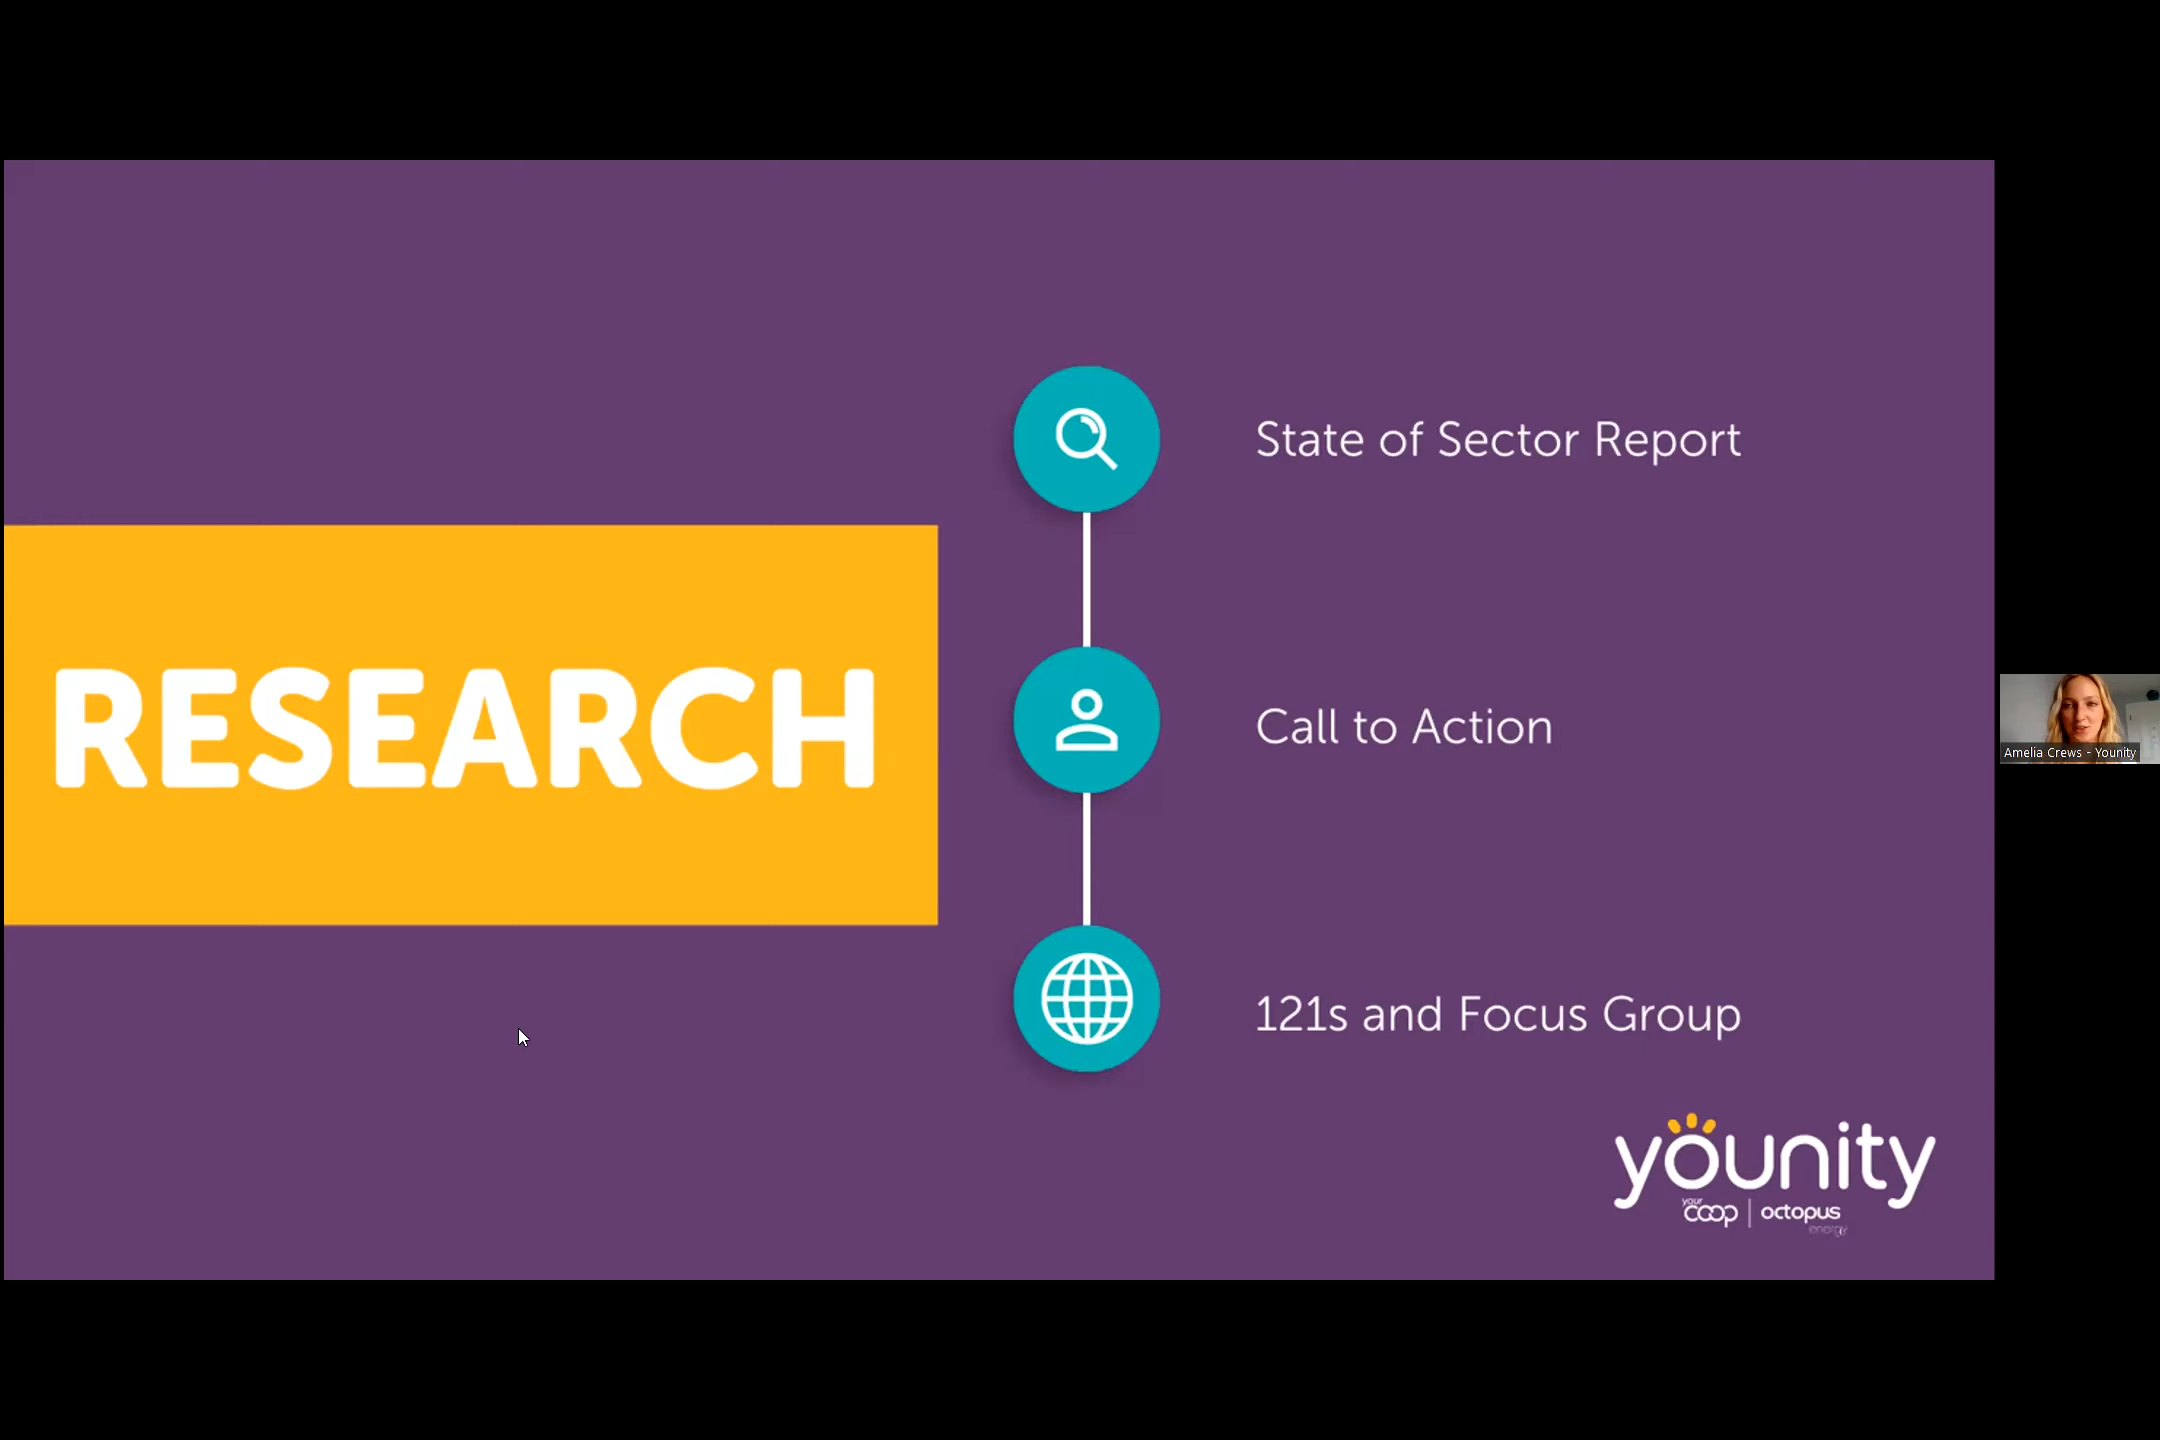 RESEARCH
State of Sector Report
Call to Action
121s and Focus Group
younity
your
coop
octopus
energy
Amelia Crews - Younity